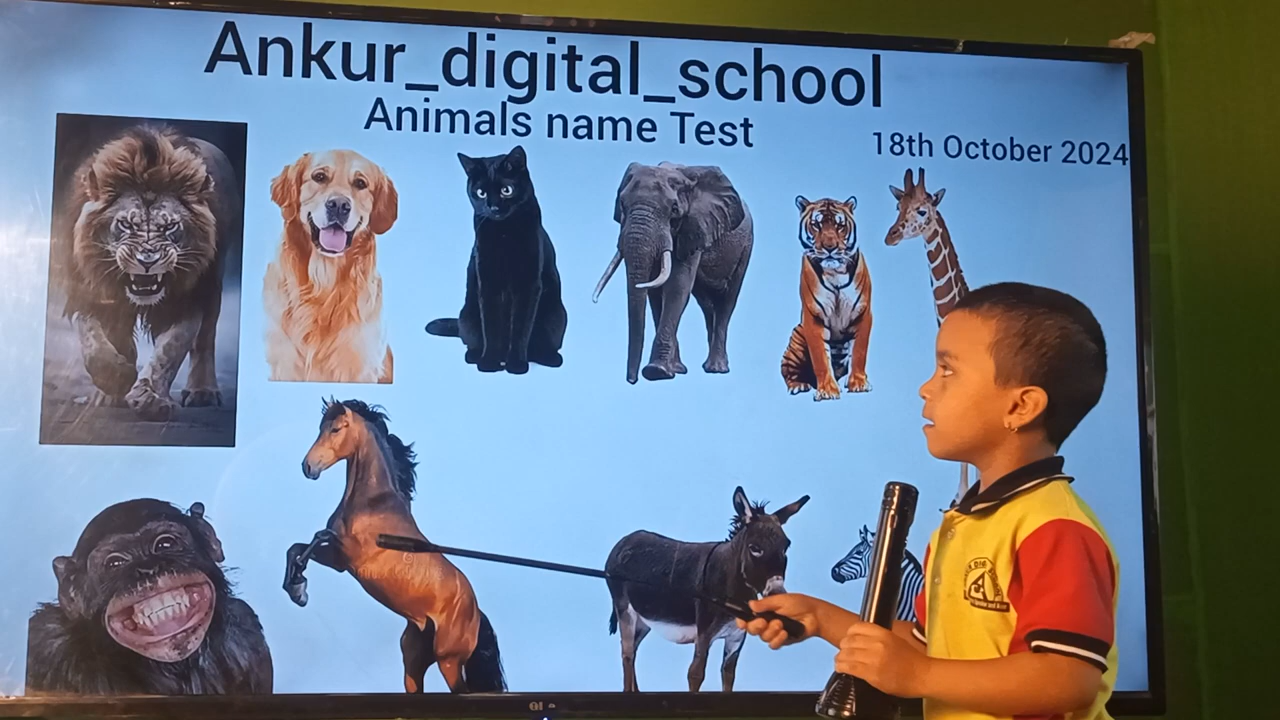 Ankur_digital_school
Animals name Test
18th October 2024